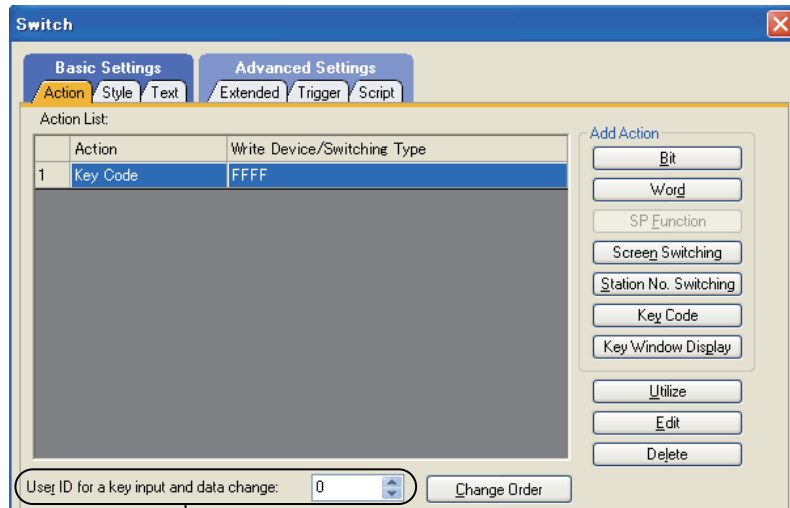 Switch
Basic Settings
Advanced Settings
Action
Style
Text
Extended
Trigger
Script
Action List:
Action
Write Device/Switching Type
1
Key Code
FFFF
Add Action
Bit
Word
SP Function
Screen Switching
Station No. Switching
Key Code
Key Window Display
Utilize
Edit
Delete
User ID for a key input and data change:
0
Change Order